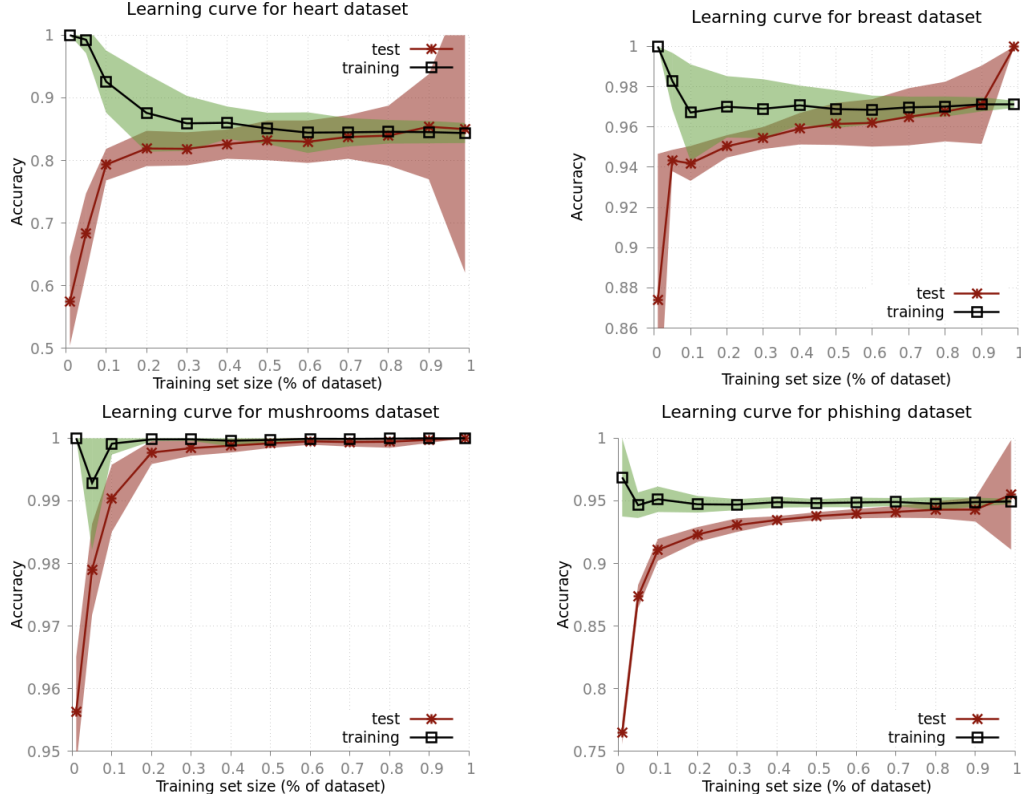 Learning curve for heart dataset
1
0.9
0.8
0.7
0.6
0.5
Accuracy
test
training
0 0.1 0.2 0.3 0.4 0.5 0.6 0.7 0.8 0.9 1
Training set size (% of dataset)
Learning curve for breast dataset
1
0.98
0.96
0.94
0.92
0.9
0.88
0.86
Accuracy
test
training
0 0.1 0.2 0.3 0.4 0.5 0.6 0.7 0.8 0.9 1
Training set size (% of dataset)
Learning curve for mushrooms dataset
1
0.99
0.98
0.97
0.96
0.95
Accuracy
test
training
0 0.1 0.2 0.3 0.4 0.5 0.6 0.7 0.8 0.9 1
Training set size (% of dataset)
Learning curve for phishing dataset
1
0.95
0.9
0.85
0.8
0.75
Accuracy
test
training
0 0.1 0.2 0.3 0.4 0.5 0.6 0.7 0.8 0.9 1
Training set size (% of dataset)